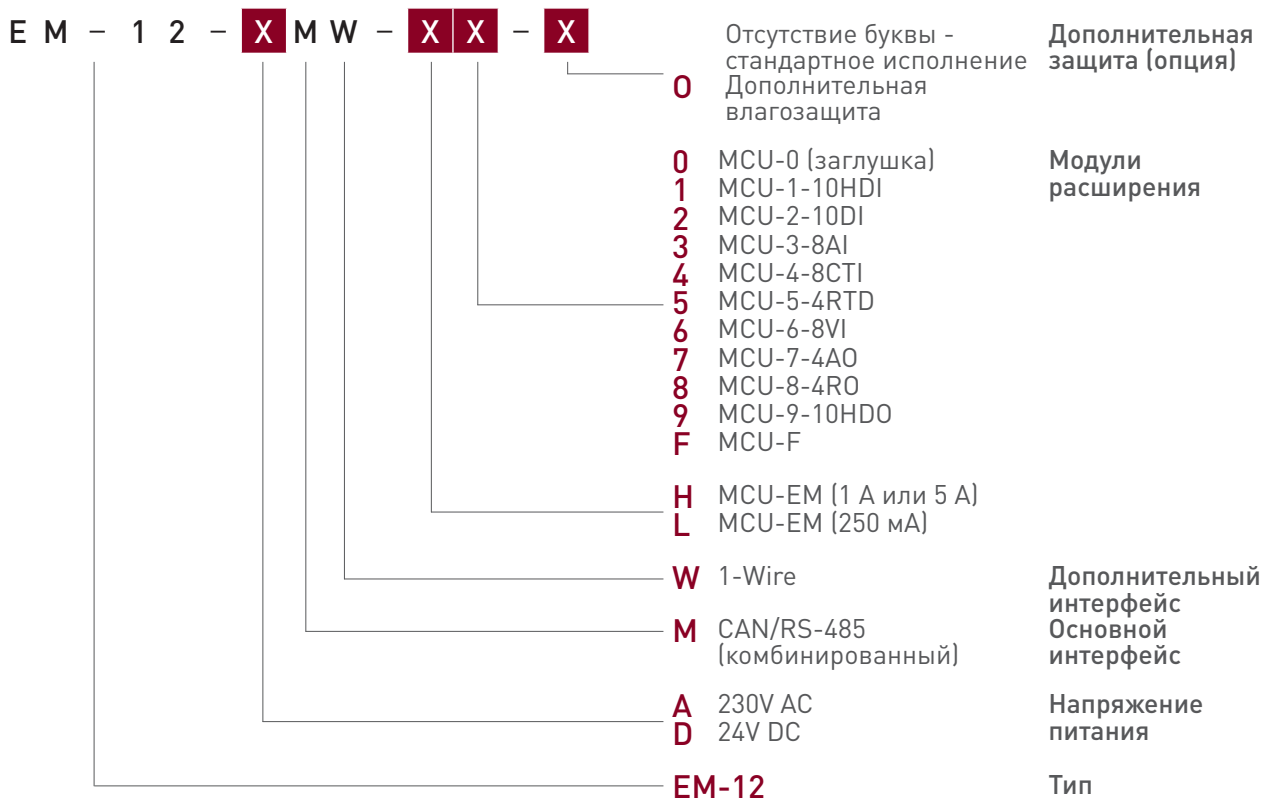 EM – 12 – X M W – X X – X
Отсутствие буквы -
стандартное исполнение
O Дополнительная
влагозащита
Дополнительная
защита (опция)
0 MCU-0 (заглушка)
1 MCU-1-10HDI
2 MCU-2-10DI
3 MCU-3-8AI
4 MCU-4-8CTI
5 MCU-5-4RTD
6 MCU-6-8VI
7 MCU-7-4AO
8 MCU-8-4RO
9 MCU-9-10HDO
F MCU-F
Модули
расширения
H MCU-EM (1 А или 5 А)
L MCU-EM (250 мА)
W 1-Wire
Дополнительный
интерфейс
M CAN/RS-485
(комбинированный)
Основной
интерфейс
A 230V AC
D 24V DC
Напряжение
питания
EM-12 Тип